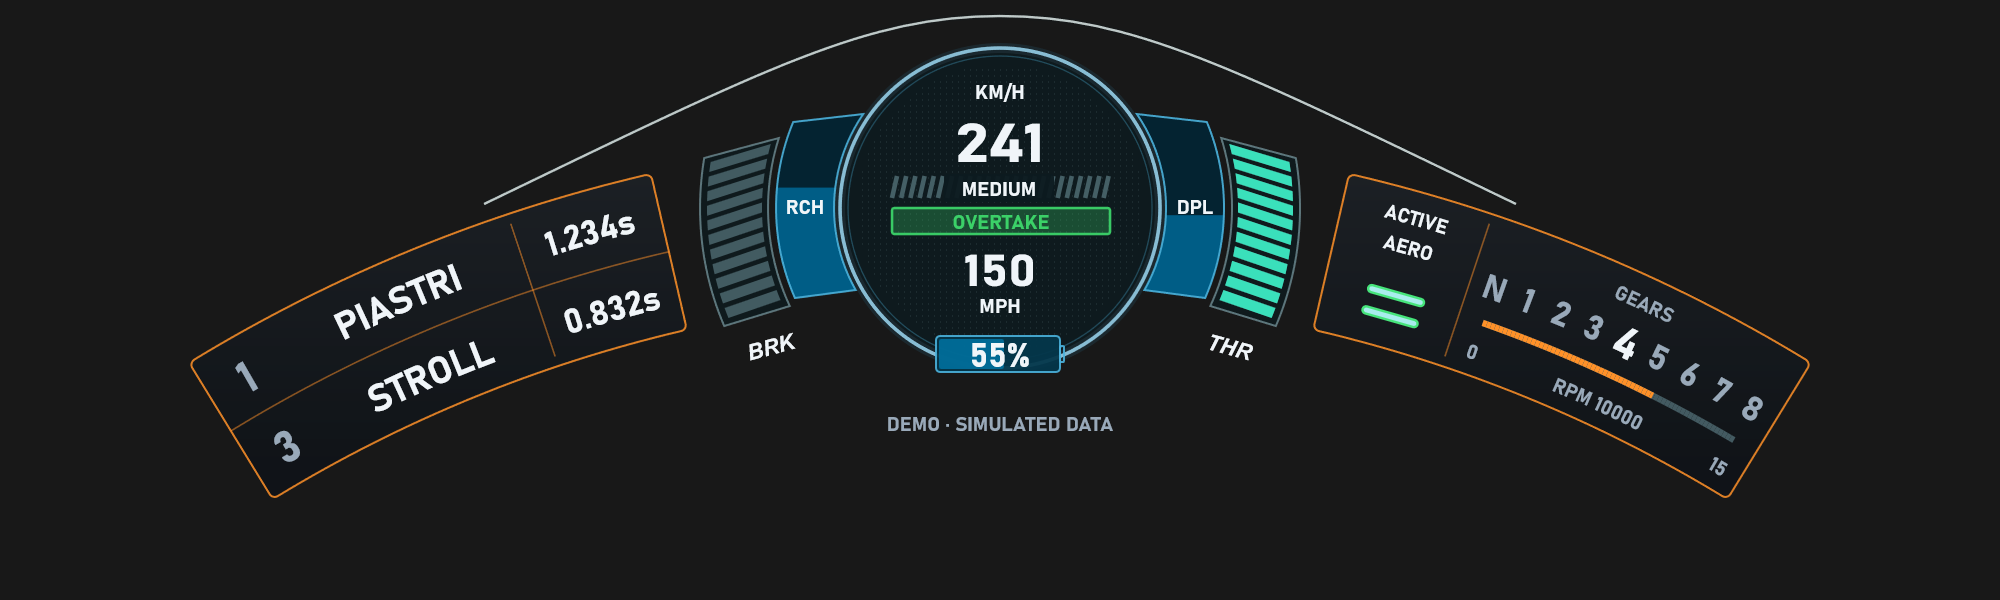 1 PIASTRI 1.234s
3 STROLL 0.832s
BRK
RCH
KM/H
241
MEDIUM
OVERTAKE
150
MPH
55%
DPL
THR
ACTIVE
AERO
GEARS
N 1 2 3 4 5 6 7 8
0
RPM 10000
15
DEMO · SIMULATED DATA